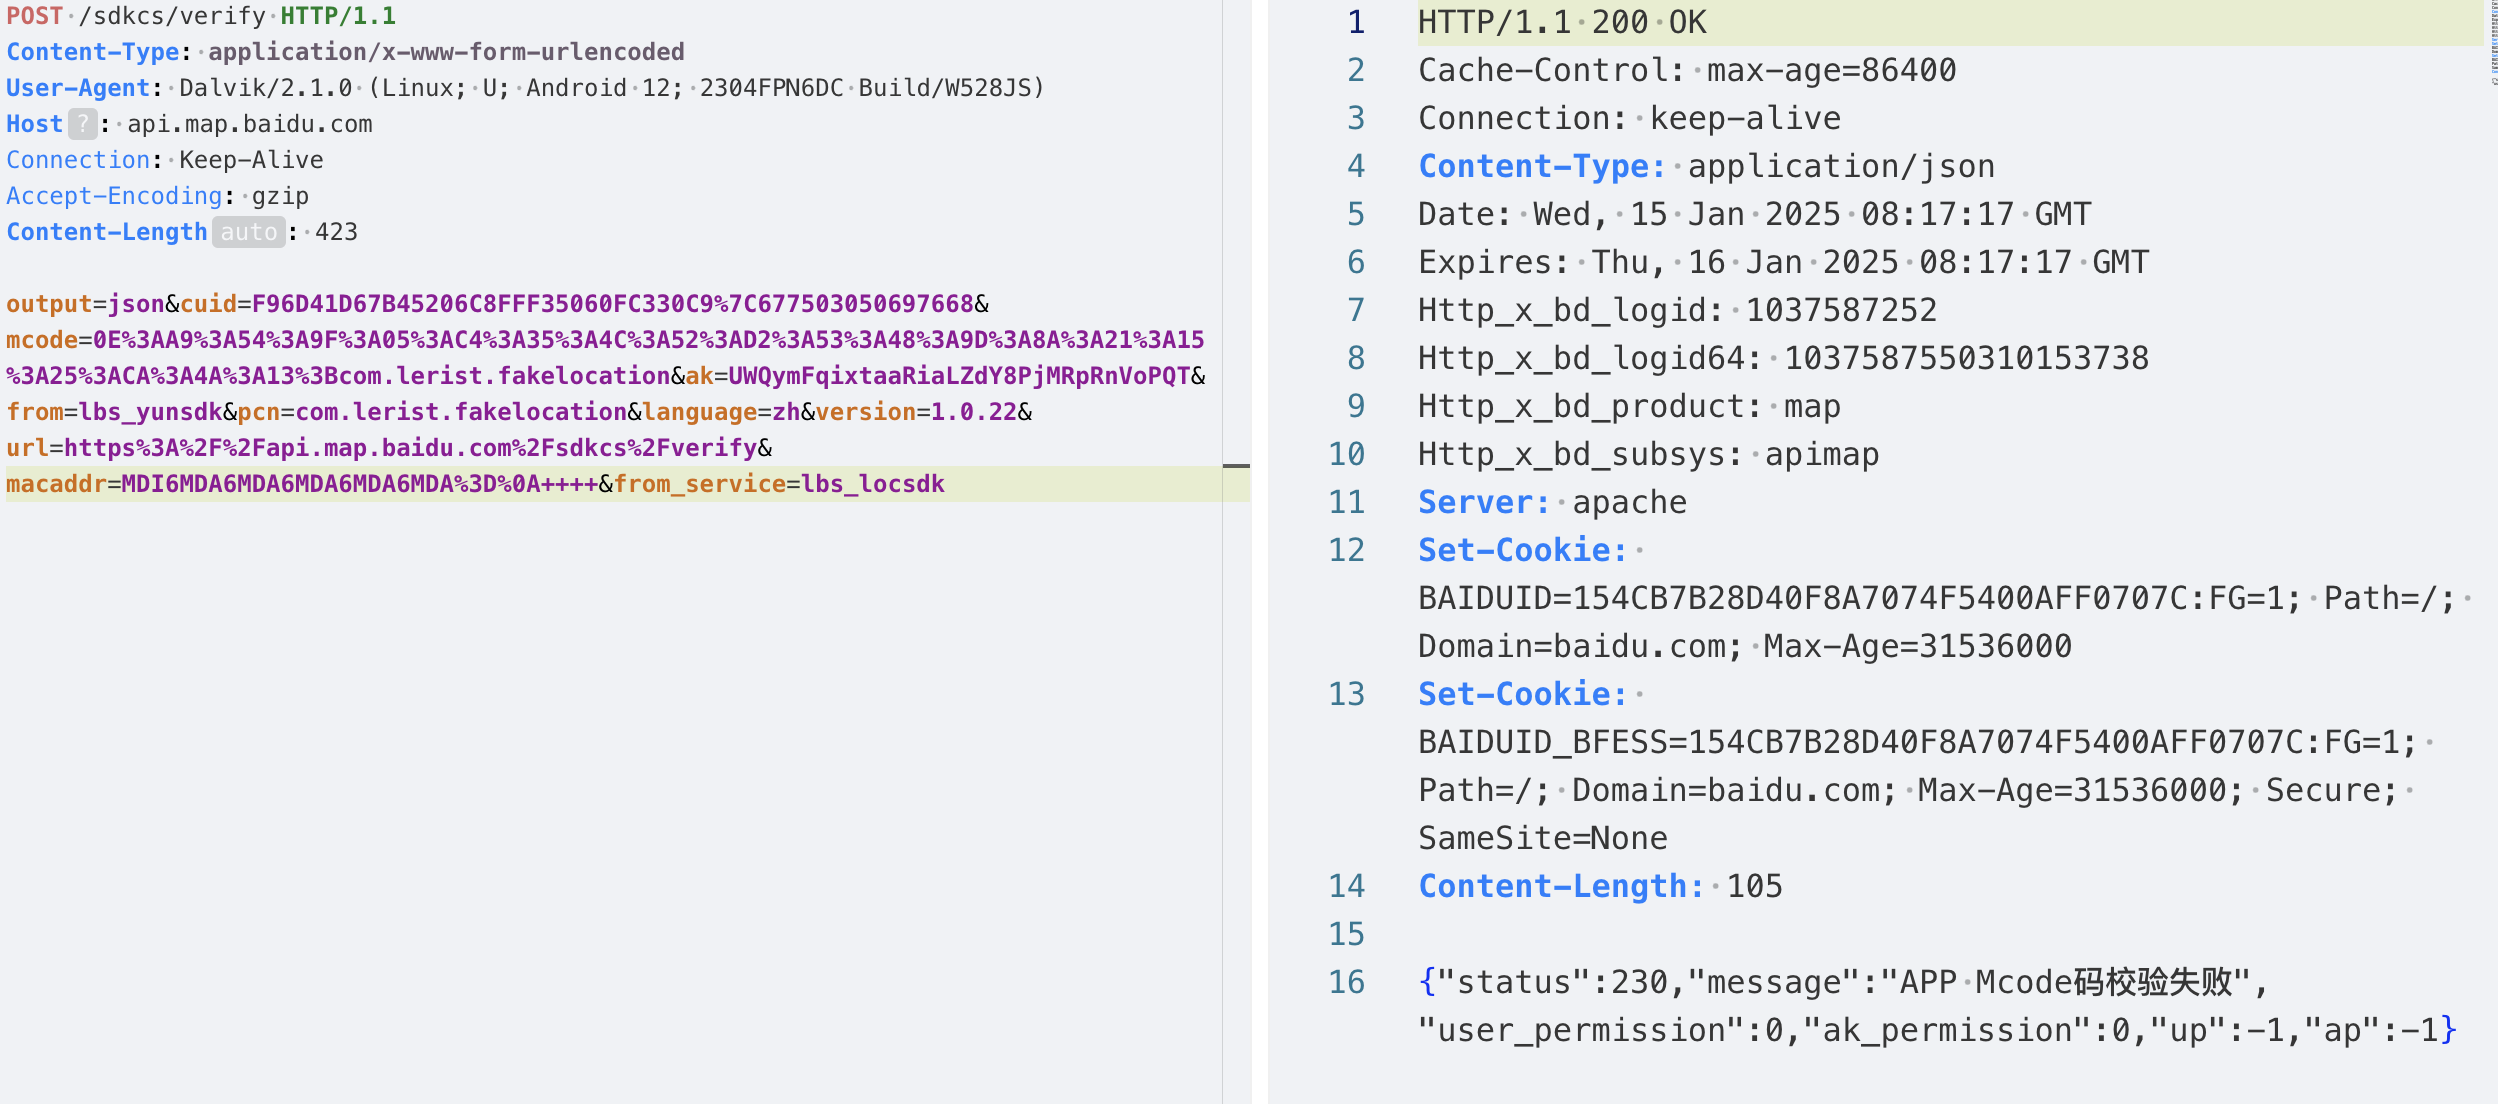 POST /sdkcs/verify HTTP/1.1
Content-Type: application/x-www-form-urlencoded
User-Agent: Dalvik/2.1.0 (Linux; U; Android 12; 2304FPN6DC Build/W528JS)
Host ? : api.map.baidu.com
Connection: Keep-Alive
Accept-Encoding: gzip
Content-Length auto : 423
output=json&cuid=F96D41D67B45206C8FFF35060FC330C9%7C677503050697668&
mcode=0E%3AA9%3A54%3A9F%3A05%3AC4%3A35%3A4C%3A52%3AD2%3A53%3A48%3A9D%3A8A%3A21%3A15
%3A25%3ACA%3A4A%3A13%3Bcom.lerist.fakelocation&ak=UWQymFqixtaaRiaLZdY8PjMRpRnVoPQT&
from=lbs_yunsdk&pcn=com.lerist.fakelocation&language=zh&version=1.0.22&
url=https%3A%2F%2Fapi.map.baidu.com%2Fsdkcs%2Fverify&
macaddr=MDI6MDA6MDA6MDA6MDA6MDA%3D%0A++++&from_service=lbs_locsdk
1 HTTP/1.1 200 OK
2 Cache-Control: max-age=86400
3 Connection: keep-alive
4 Content-Type: application/json
5 Date: Wed, 15 Jan 2025 08:17:17 GMT
6 Expires: Thu, 16 Jan 2025 08:17:17 GMT
7 Http_x_bd_logid: 1037587252
8 Http_x_bd_logid64: 1037587550310153738
9 Http_x_bd_product: map
10 Http_x_bd_subsys: apimap
11 Server: apache
12 Set-Cookie:
BAIDUID=154CB7B28D40F8A7074F5400AFF0707C:FG=1; Path=/;
Domain=baidu.com; Max-Age=31536000
13 Set-Cookie:
BAIDUID_BFESS=154CB7B28D40F8A7074F5400AFF0707C:FG=1;
Path=/; Domain=baidu.com; Max-Age=31536000; Secure;
SameSite=None
14 Content-Length: 105
15
16 {"status":230,"message":"APP Mcode码校验失败",
"user_permission":0,"ak_permission":0,"up":-1,"ap":-1}